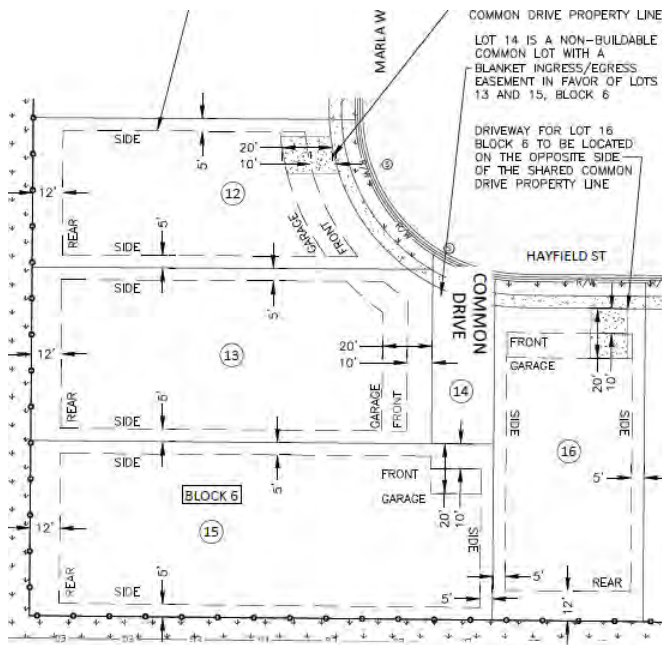 COMMON DRIVE PROPERTY LINE
MARLA W
LOT 14 IS A NON-BUILDABLE
COMMON LOT WITH A
BLANKET INGRESS/EGRESS
EASEMENT IN FAVOR OF LOTS
13 AND 15, BLOCK 6
DRIVEWAY FOR LOT 16
BLOCK 6 TO BE LOCATED
ON THE OPPOSITE SIDE
OF THE SHARED COMMON
DRIVE PROPERTY LINE
SIDE
5'
20'
10'
12'
12
REAR
GARAGE
FRONT
SIDE
5'
R/W
HAYFIELD ST
R/W
SIDE
5'
COMMON
DRIVE
20'
10'
12'
13
14
REAR
GARAGE
FRONT
SIDE
5'
FRONT
GARAGE
20'
10'
SIDE
SIDE
16
5'
SIDE
5'
FRONT
GARAGE
20'
10'
BLOCK 6
12'
15
SIDE
REAR
SIDE
5'
5'
5'
REAR
12'